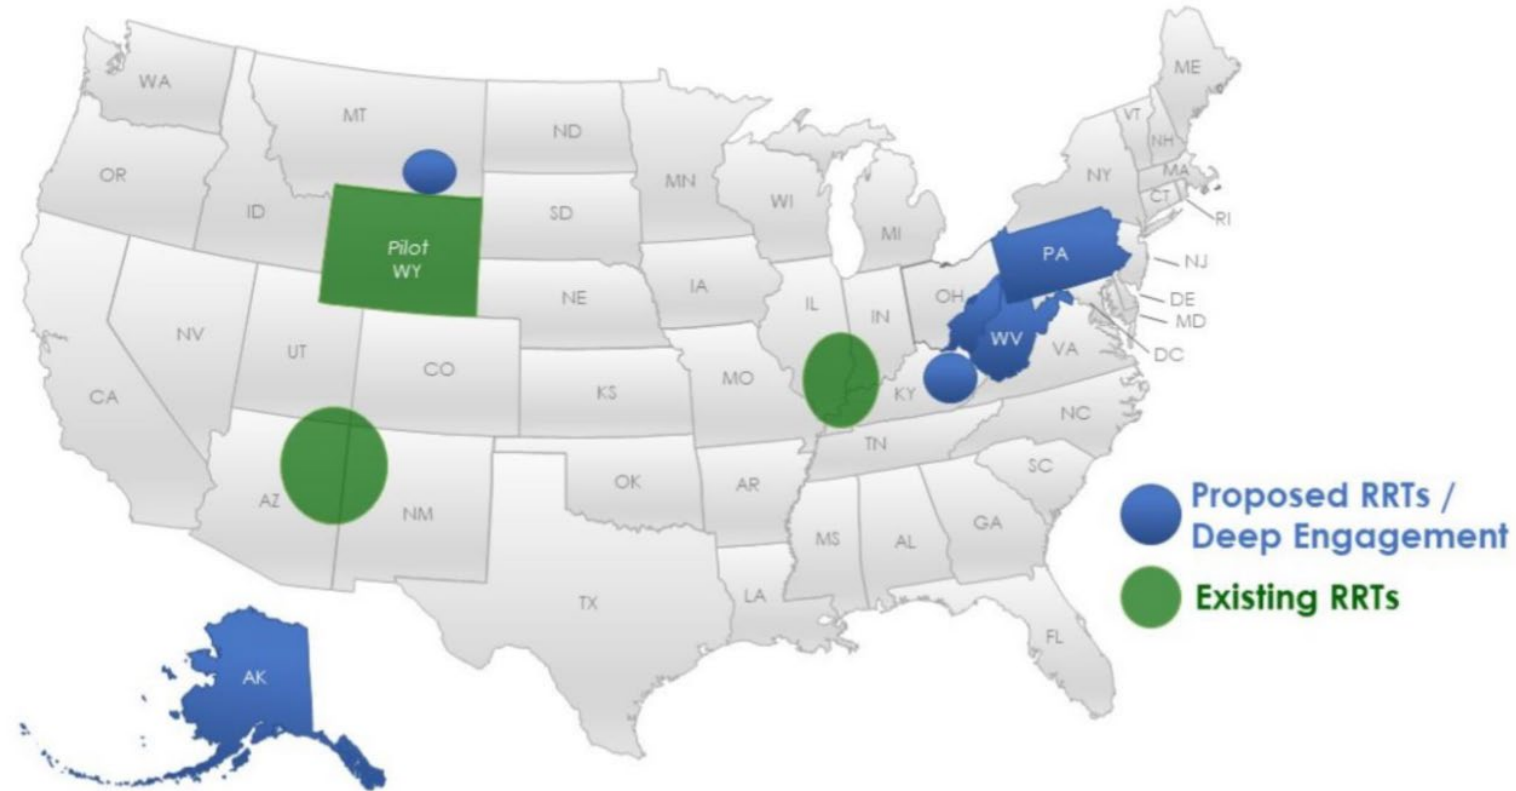 ME
WA
MT
ND
VT
NH
OR
MN
NY
MA
ID
SD
WI
CT
MI
RI
Pilot
WY
PA
NJ
IA
NE
OH
DE
IL
IN
MD
NV
WV
UT
VA
DC
CO
MO
KS
KY
CA
NC
TN
SC
OK
AR
AZ
NM
GA
MS
AL
Proposed RRTs /
Deep Engagement
TX
LA
Existing RRTs
FL
AK